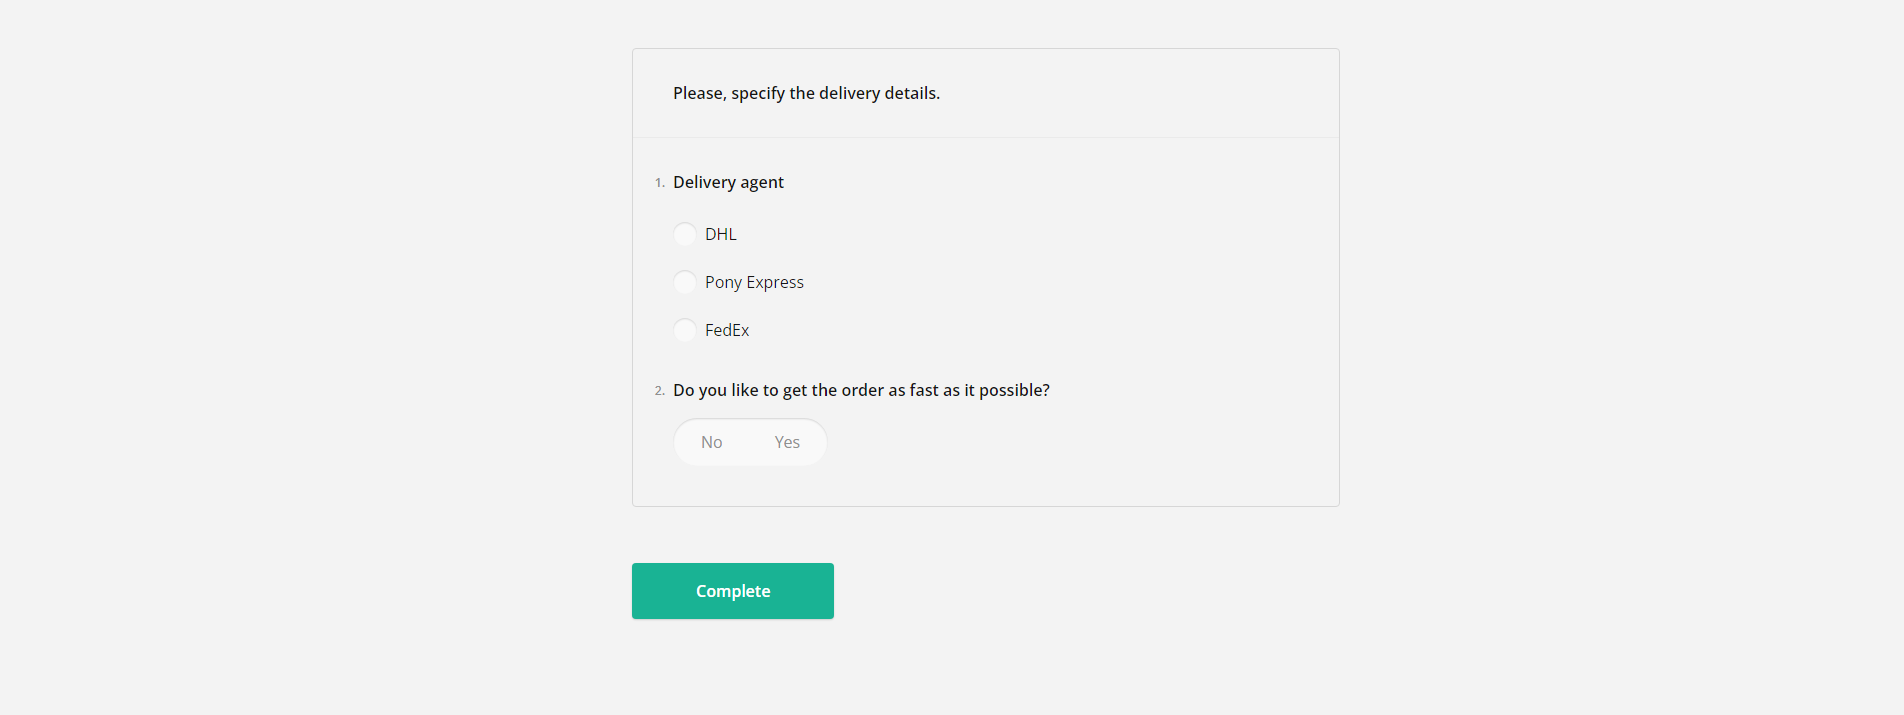 Please, specify the delivery details.
1. Delivery agent
DHL
Pony Express
FedEx
2. Do you like to get the order as fast as it possible?
No Yes
Complete